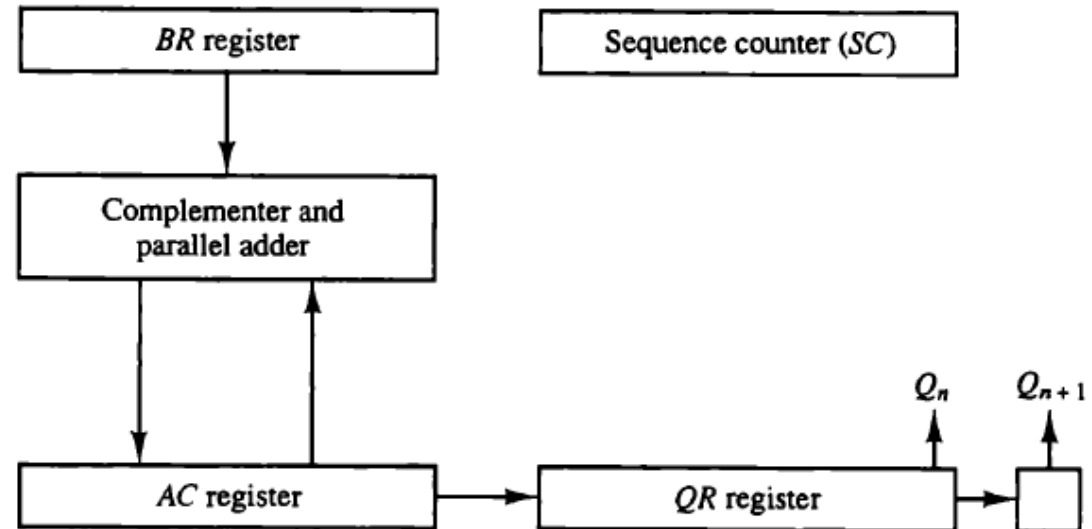 BR register
Sequence counter (SC)
Complementer and
parallel adder
Qn
Qn + 1
AC register
QR register